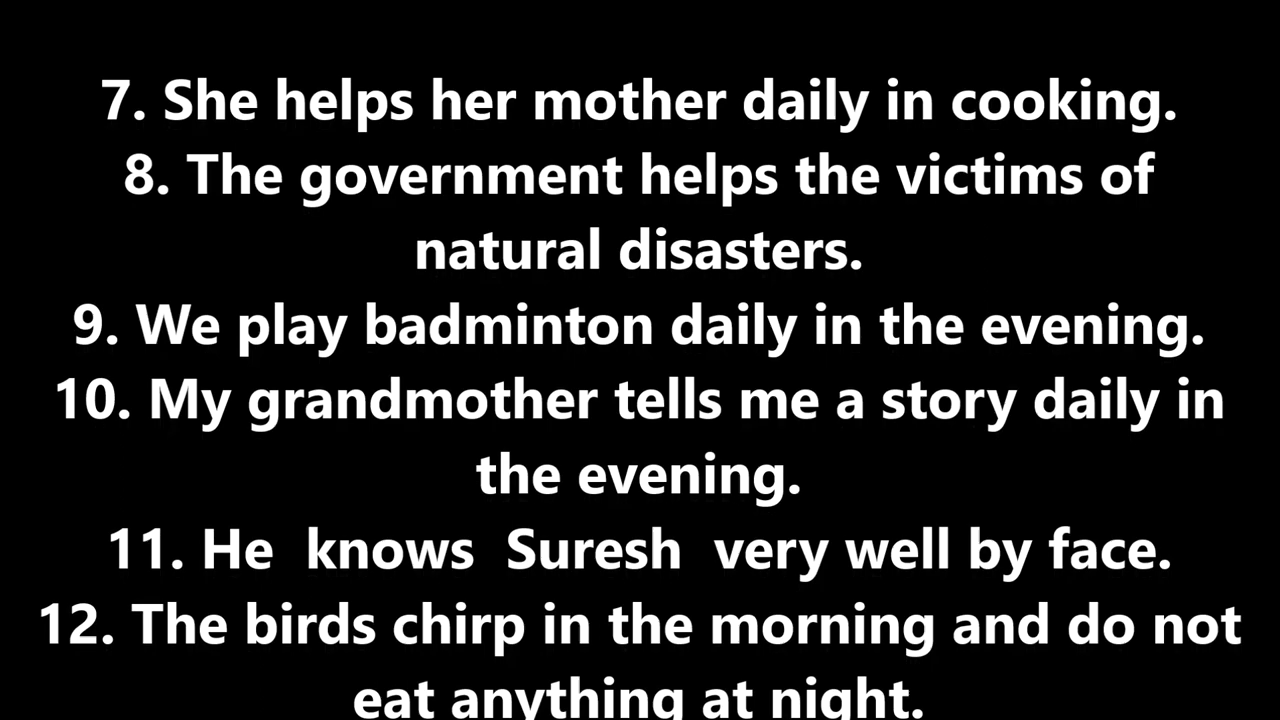 7. She helps her mother daily in cooking.
8. The government helps the victims of
natural disasters.
9. We play badminton daily in the evening.
10. My grandmother tells me a story daily in
the evening.
11. He  knows  Suresh  very well by face.
12. The birds chirp in the morning and do not
eat anything at night.